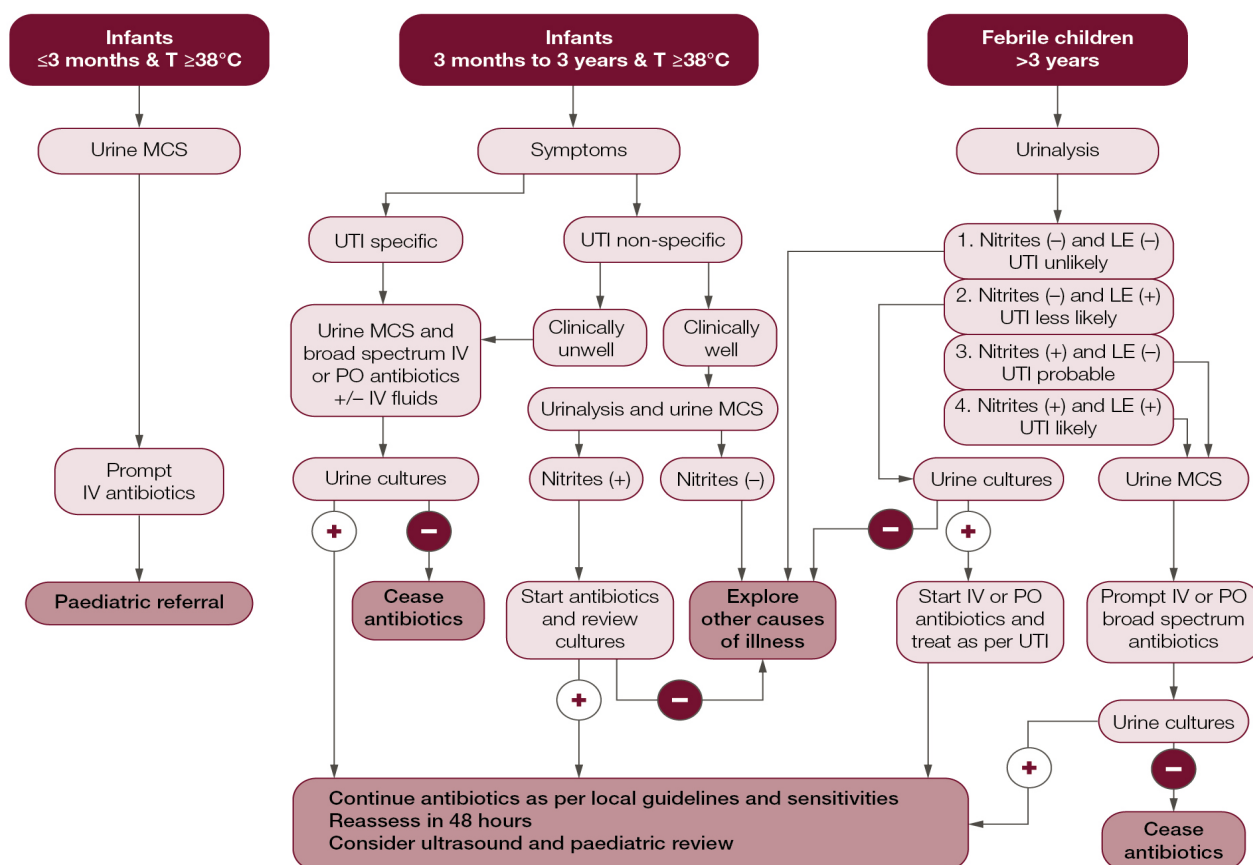 Infants
≤3 months & T ≥38°C
Urine MCS
Prompt
IV antibiotics
Paediatric referral
Infants
3 months to 3 years & T ≥38°C
Symptoms
UTI specific
UTI non-specific
Urine MCS and
broad spectrum IV
or PO antibiotics
+/– IV fluids
Clinically
unwell
Clinically
well
Urinalysis and urine MCS
Urine cultures
Nitrites (+)
Nitrites (–)
+
–
Cease
antibiotics
Start antibiotics
and review
cultures
Explore
other causes
of illness
+
–
Febrile children
>3 years
Urinalysis
1. Nitrites (–) and LE (–)
UTI unlikely
2. Nitrites (–) and LE (+)
UTI less likely
3. Nitrites (+) and LE (–)
UTI probable
4. Nitrites (+) and LE (+)
UTI likely
Urine cultures
Urine MCS
–
+
Start IV or PO
antibiotics and
treat as per UTI
Prompt IV or PO
broad spectrum
antibiotics
Urine cultures
+
–
Cease
antibiotics
Continue antibiotics as per local guidelines and sensitivities
Reassess in 48 hours
Consider ultrasound and paediatric review